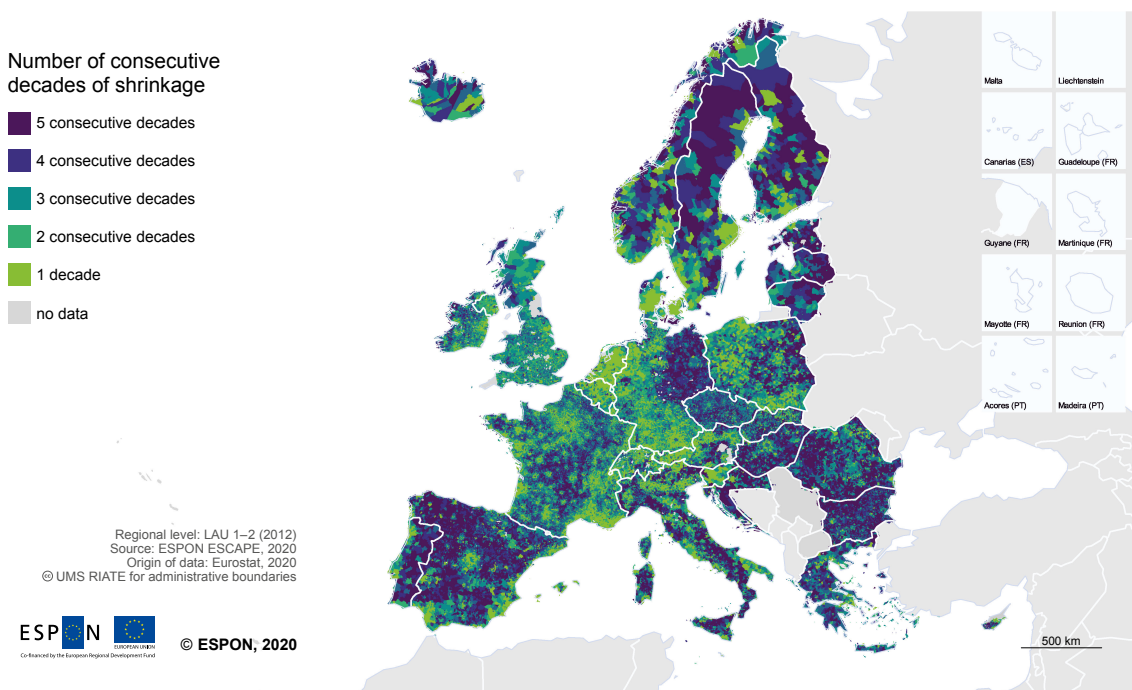 Number of consecutive
decades of shrinkage
5 consecutive decades
4 consecutive decades
3 consecutive decades
2 consecutive decades
1 decade
no data
Malta
Liechtenstein
Canarias (ES)
Guadeloupe (FR)
Guyane (FR)
Martinique (FR)
Mayotte (FR)
Reunion (FR)
Acores (PT)
Madeira (PT)
Regional level: LAU 1–2 (2012)
Source: ESPON ESCAPE, 2020
Origin of data: Eurostat, 2020
cc UMS RIATE for administrative boundaries
ESPON
EUROPEAN UNION
Co-financed by the European Regional Development Fund
© ESPON, 2020
500 km